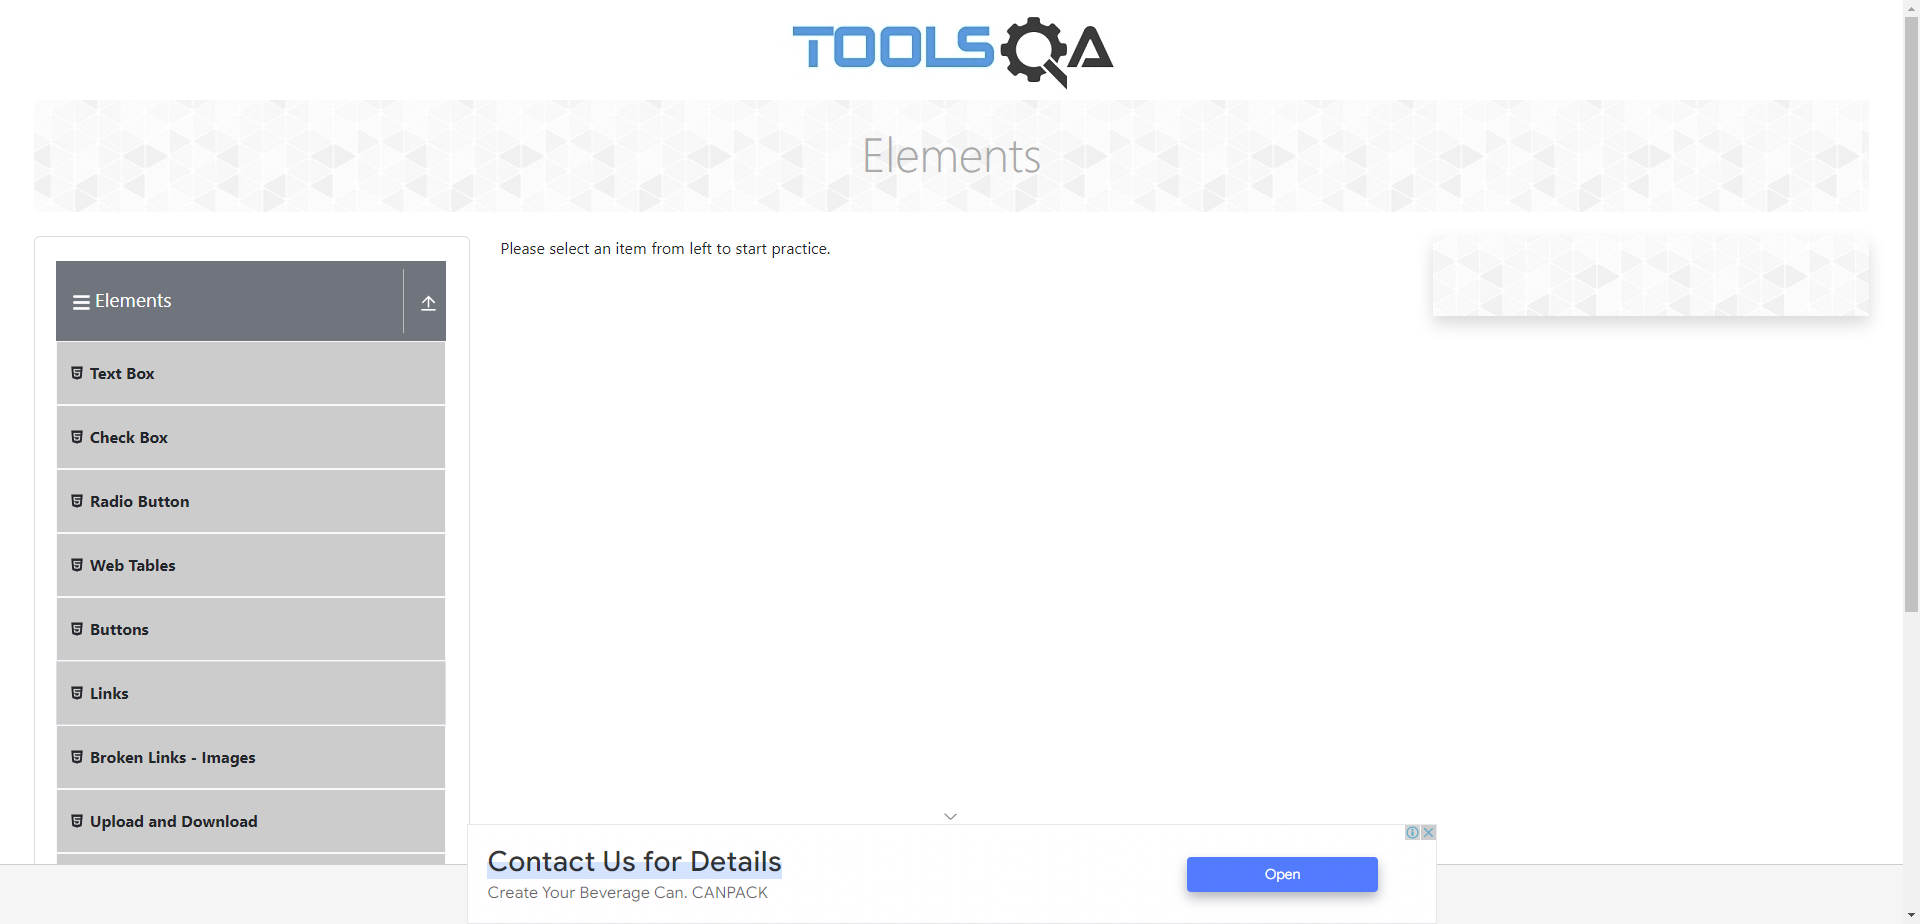 TOOLSQA
Elements
Elements
Text Box
Check Box
Radio Button
Web Tables
Buttons
Links
Broken Links - Images
Upload and Download
Please select an item from left to start practice.
Contact Us for Details
Create Your Beverage Can. CANPACK
Open